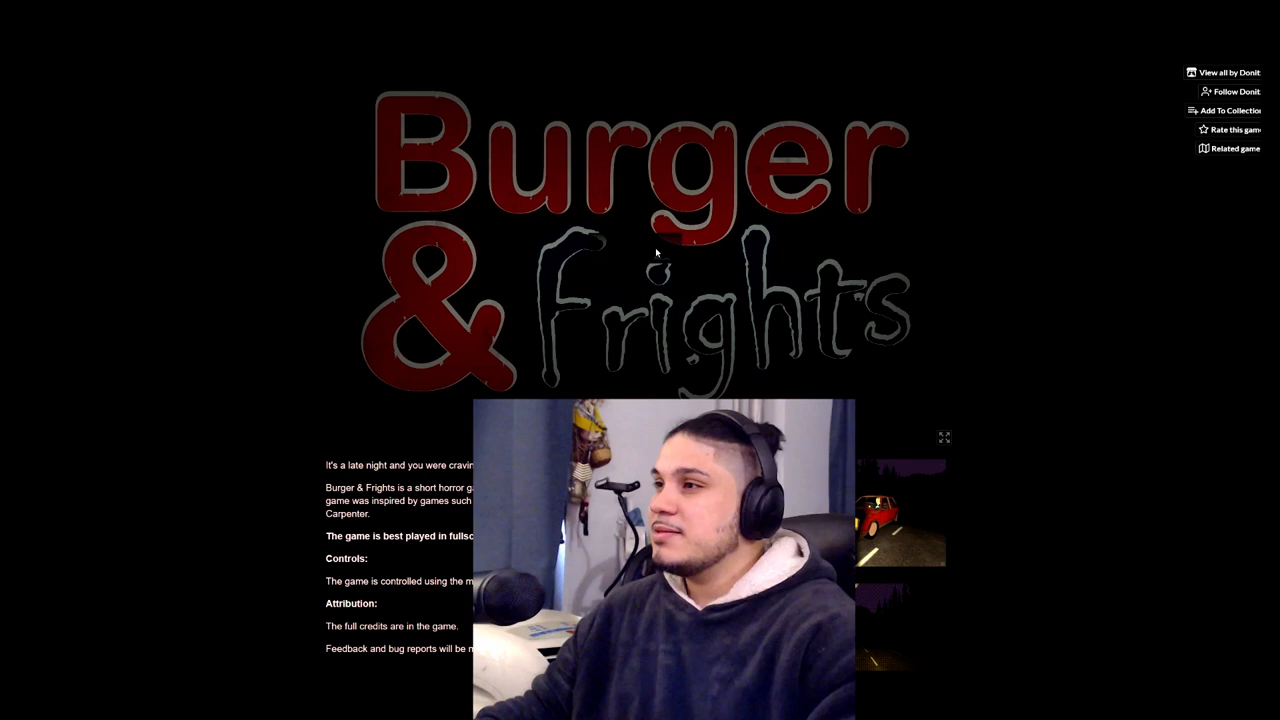 Burger
& Frights
View all by Donit
Follow Donit
Add To Collectio
Rate this gam
Related game
It's a late night and you were cravin
Burger & Frights is a short horror g
game was inspired by games such
Carpenter.
The game is best played in fullsc
Controls:
The game is controlled using the m
Attribution:
The full credits are in the game.
Feedback and bug reports will be